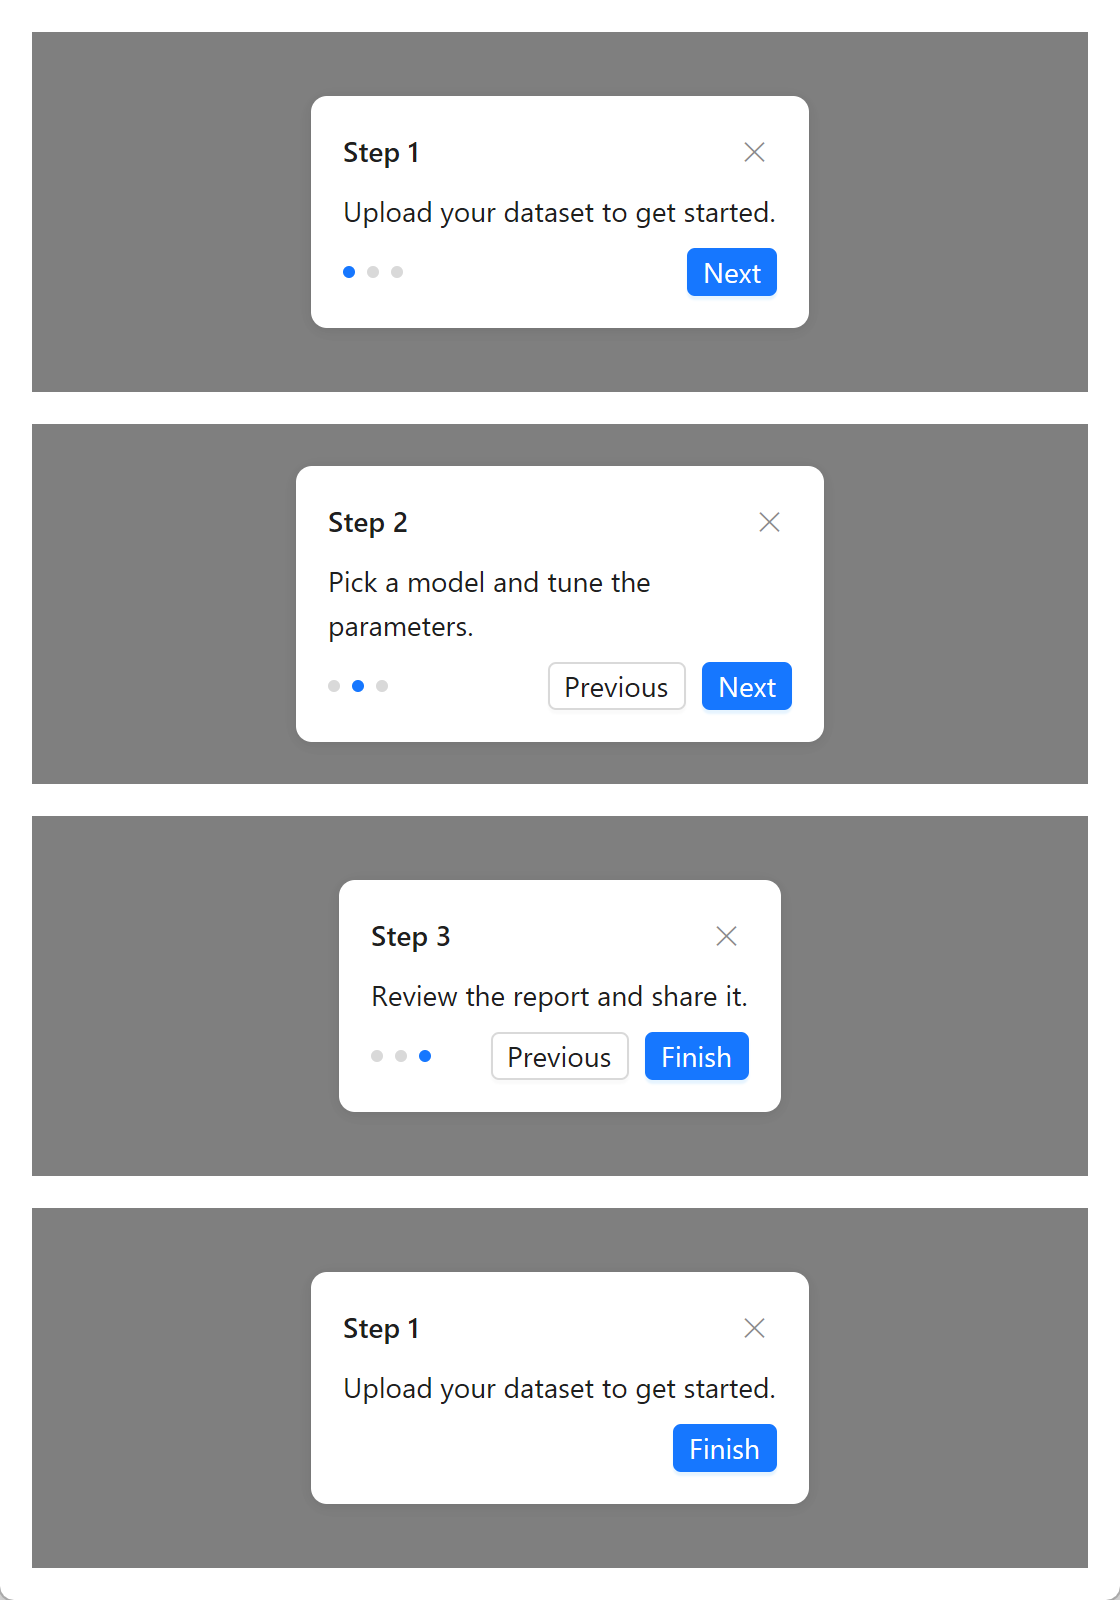 Step 1
Upload your dataset to get started.
Next
Step 2
Pick a model and tune the
parameters.
Previous Next
Step 3
Review the report and share it.
Previous Finish
Step 1
Upload your dataset to get started.
Finish